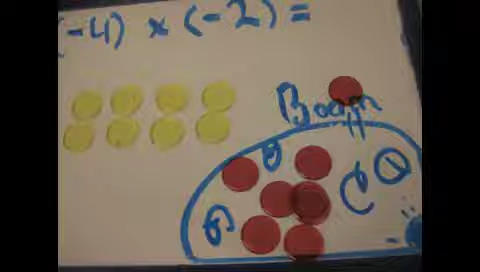 (-4) x (-2) =
Boom